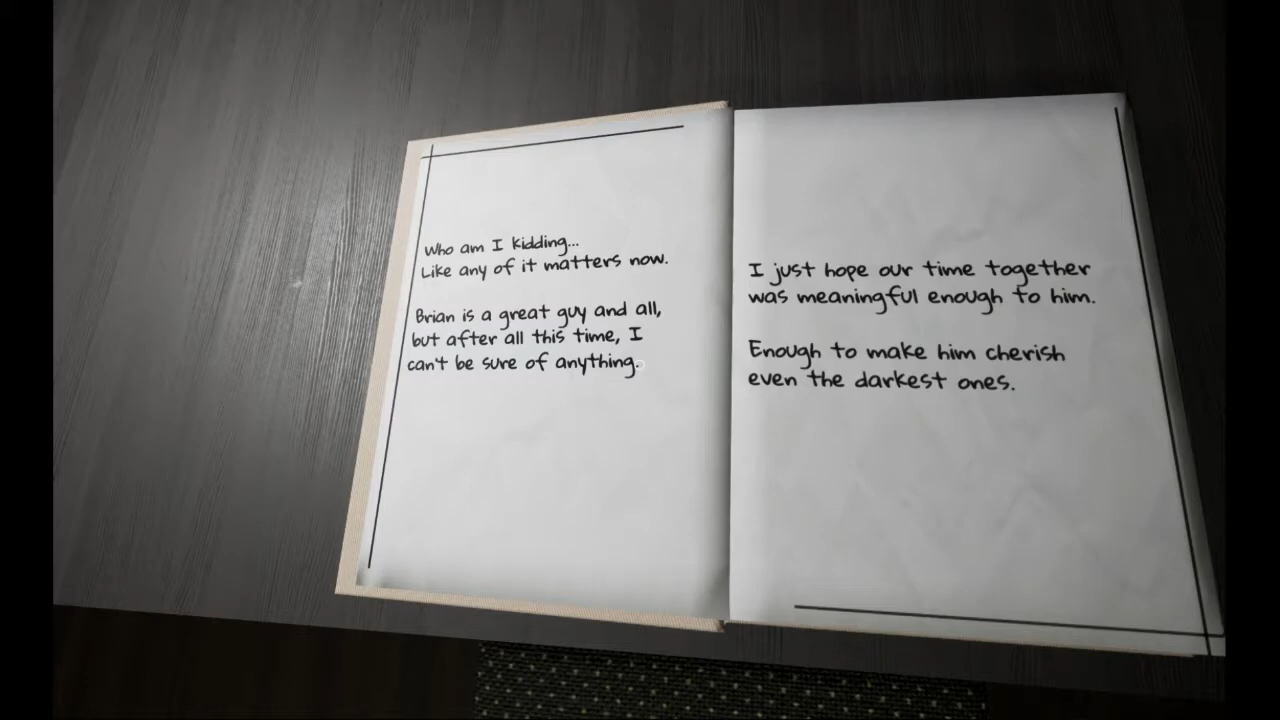 Who am I kidding...
Like any of it matters now.
Brian is a great guy and all,
but after all this time, I
can't be sure of anything.
I just hope our time together
was meaningful enough to him.
Enough to make him cherish
even the darkest ones.